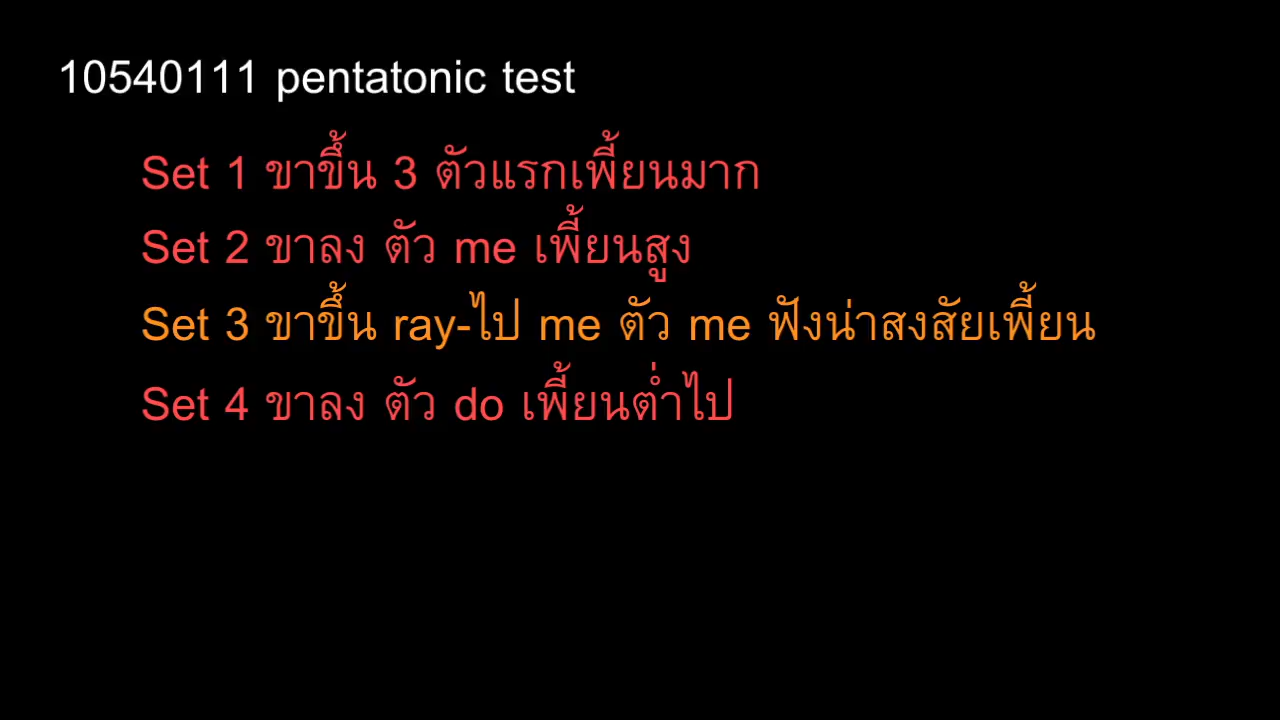 10540111 pentatonic test
Set 1 ขาขึ้น 3 ตัวแรกเพี้ยนมาก
Set 2 ขาลง ตัว me เพี้ยนสูง
Set 3 ขาขึ้น ray-ไป me ตัว me ฟังน่าสงสัยเพี้ยน
Set 4 ขาลง ตัว do เพี้ยนต่ำไป